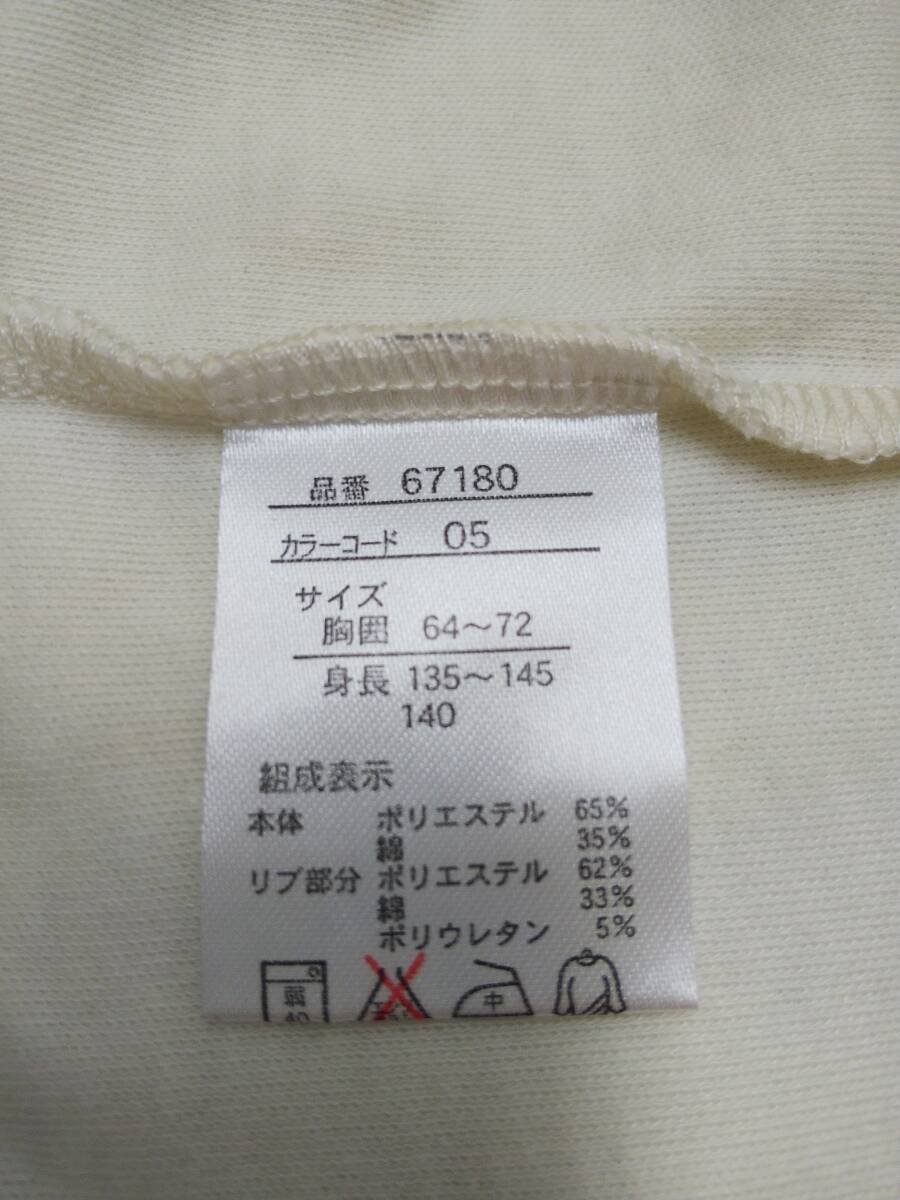 品番 67180
カラーコード 05
サイズ
胸囲 64～72
身長 135～145
140
組成表示
本体 ポリエステル 65%
綿 35%
リブ部分 ポリエステル 62%
綿 33%
ポリウレタン 5%
弱 中
40